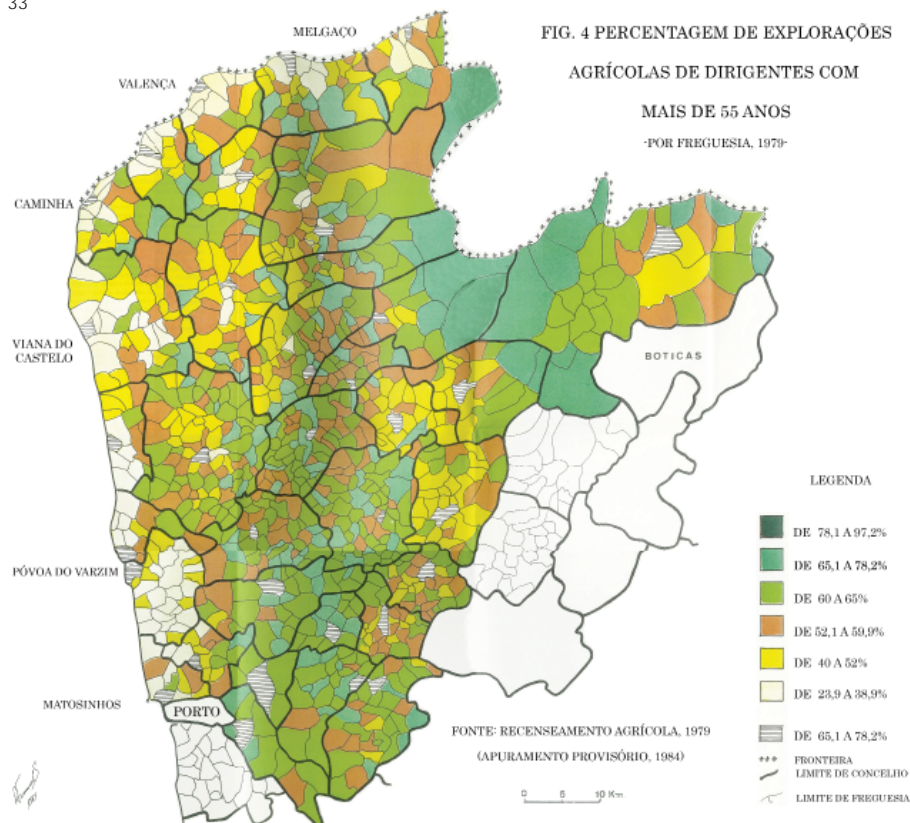 33
FIG. 4 PERCENTAGEM DE EXPLORAÇÕES
AGRÍCOLAS DE DIRIGENTES COM
MAIS DE 55 ANOS
-POR FREGUESIA, 1979-
MELGAÇO
VALENÇA
CAMINHA
VIANA DO
CASTELO
BOTICAS
PÓVOA DO VARZIM
MATOSINHOS
PORTO
LEGENDA
DE 78,1 A 97,2%
DE 65,1 A 78,2%
DE 60 A 65%
DE 52,1 A 59,9%
DE 40 A 52%
DE 23,9 A 38,9%
DE 65,1 A 78,2%
FRONTEIRA
LIMITE DE CONCELHO
LIMITE DE FREGUESIA
FONTE: RECENSEAMENTO AGRÍCOLA, 1979
(APURAMENTO PROVISÓRIO, 1984)
0 5 10 Km.